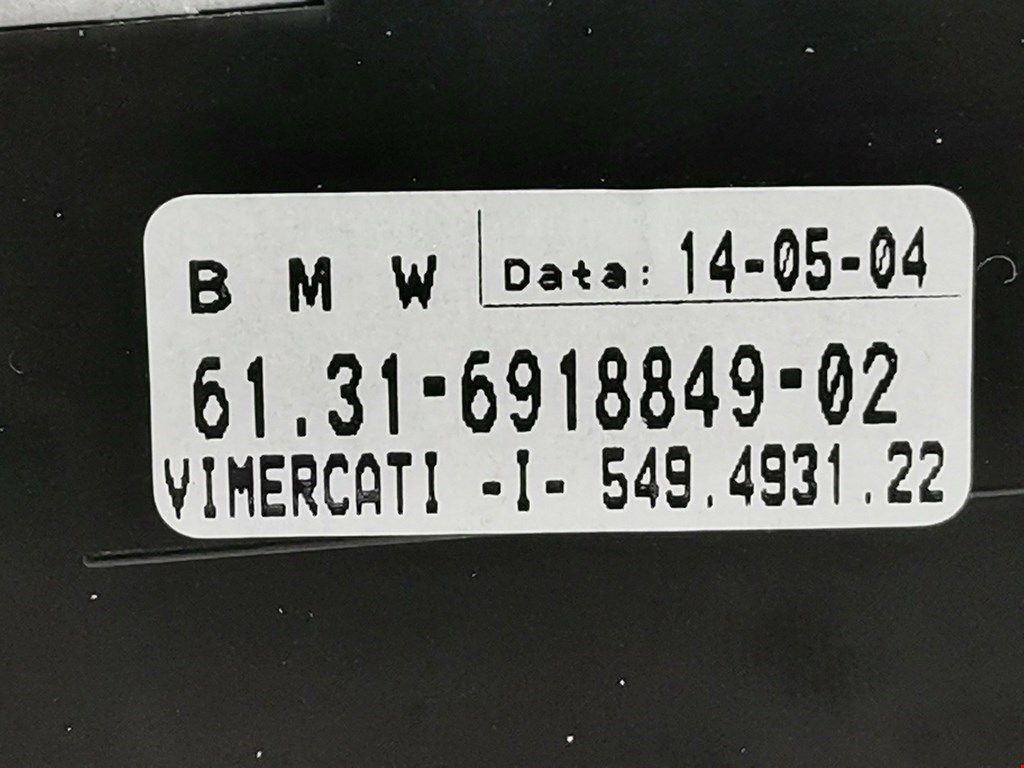 B M W Data: 14-05-04
61.31-6918849-02
VIMERCATI -I- 549.4931.22